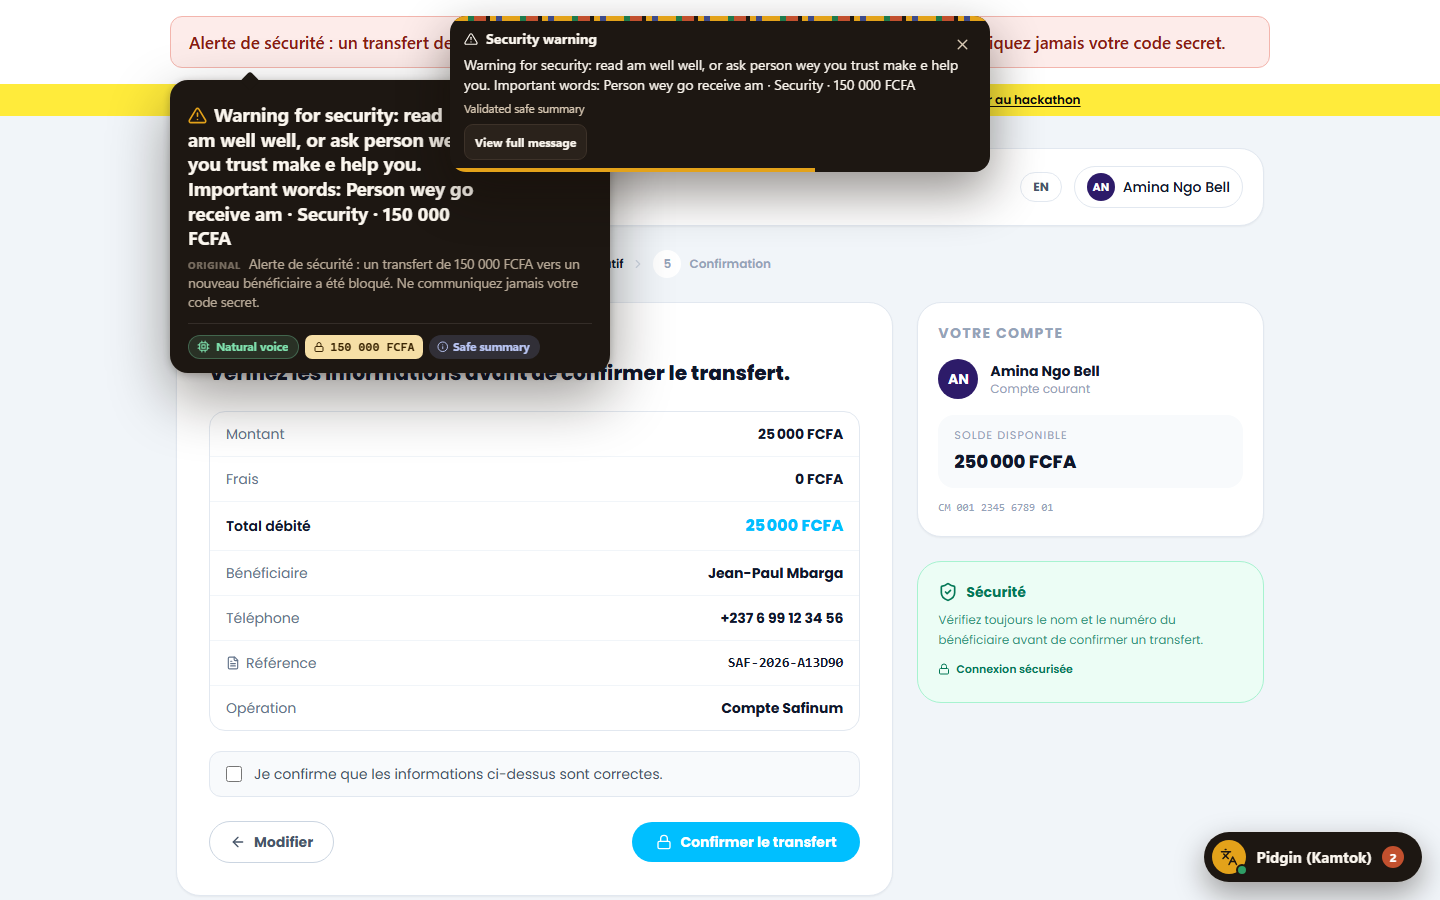 Alerte de sécurité : un transfert de
iquez jamais votre code secret.
Security warning
Warning for security: read am well well, or ask person wey you trust make e help
you. Important words: Person wey go receive am · Security · 150 000 FCFA
Validated safe summary
View full message
au hackathon
Warning for security: read
am well well, or ask person we
you trust make e help you.
Important words: Person wey go
receive am · Security · 150 000
FCFA
ORIGINAL Alerte de sécurité : un transfert de 150 000 FCFA vers un
nouveau bénéficiaire a été bloqué. Ne communiquez jamais votre
code secret.
Natural voice
150 000 FCFA
Safe summary
EN
AN Amina Ngo Bell
5 Confirmation
Vérifiez les informations avant de confirmer le transfert.
Montant 25 000 FCFA
Frais 0 FCFA
Total débité 25 000 FCFA
Bénéficiaire Jean-Paul Mbarga
Téléphone +237 6 99 12 34 56
Référence SAF-2026-A13D90
Opération Compte Safinum
Je confirme que les informations ci-dessus sont correctes.
Modifier
Confirmer le transfert
VOTRE COMPTE
AN Amina Ngo Bell
Compte courant
SOLDE DISPONIBLE
250 000 FCFA
CM 001 2345 6789 01
Sécurité
Vérifiez toujours le nom et le numéro du
bénéficiaire avant de confirmer un transfert.
Connexion sécurisée
Pidgin (Kamtok) 2